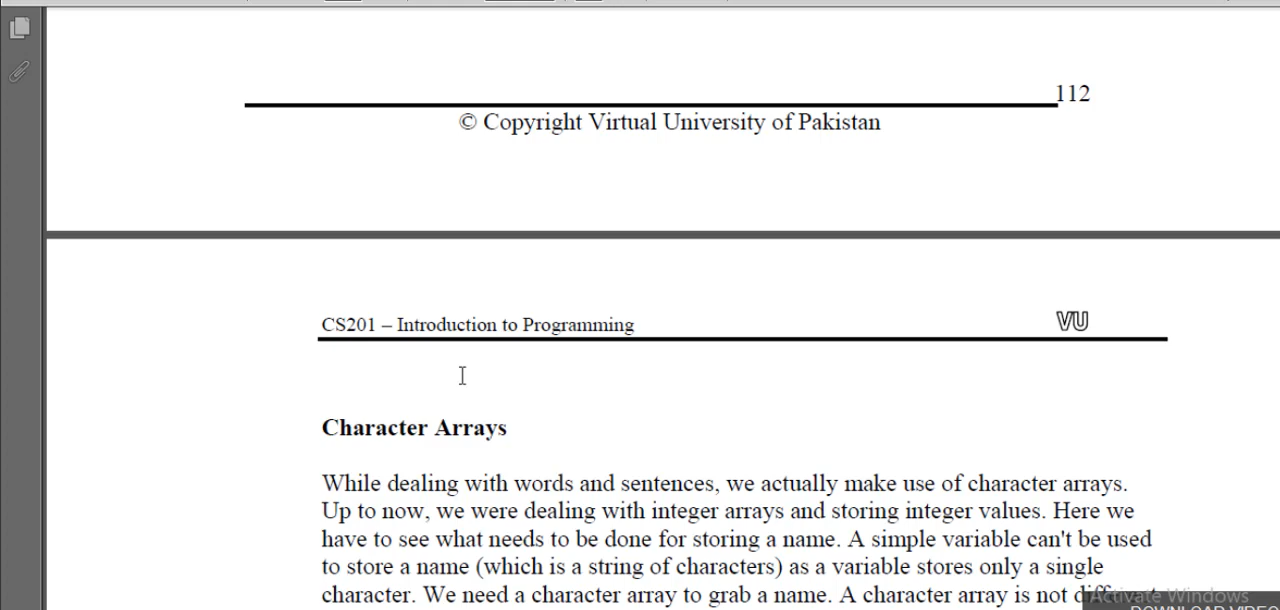 112
© Copyright Virtual University of Pakistan
CS201 – Introduction to Programming
VU
Character Arrays
While dealing with words and sentences, we actually make use of character arrays.
Up to now, we were dealing with integer arrays and storing integer values. Here we
have to see what needs to be done for storing a name. A simple variable can't be used
to store a name (which is a string of characters) as a variable stores only a single
character. We need a character array to grab a name. A character array is not
Activate Windows
DOWNLOAD VIDEO